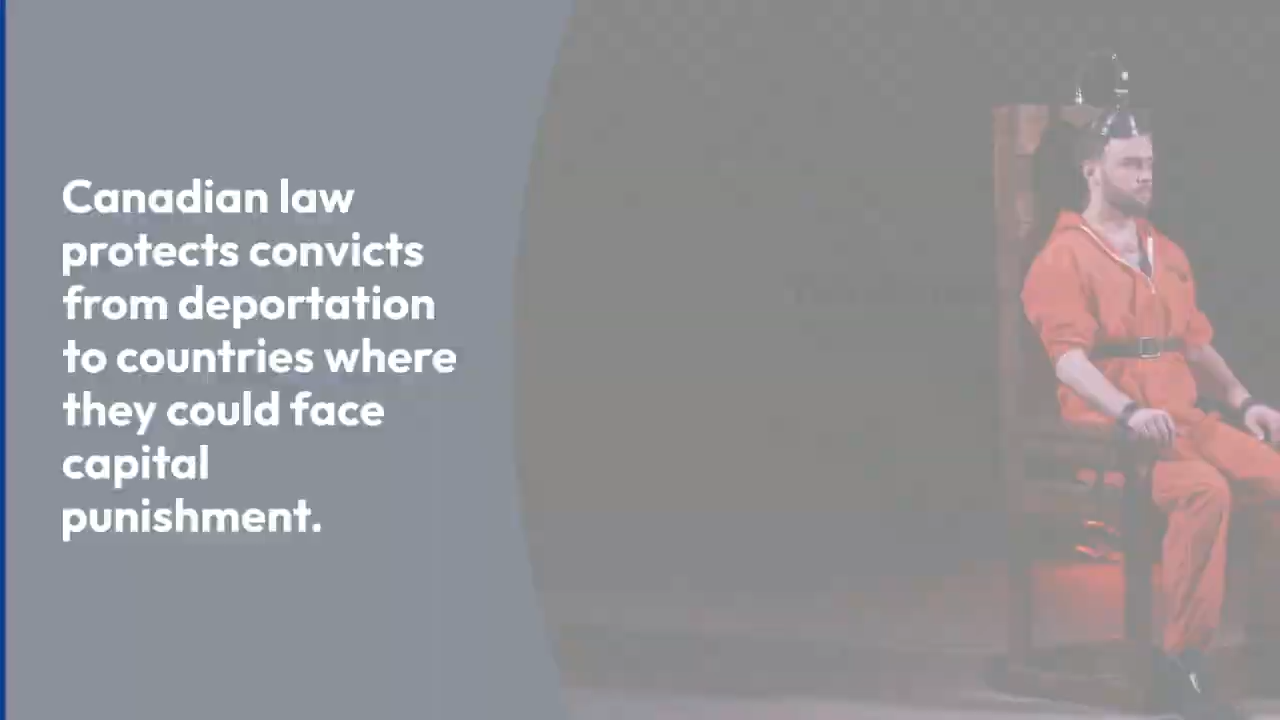 Canadian law
protects convicts
from deportation
to countries where
they could face
capital
punishment.